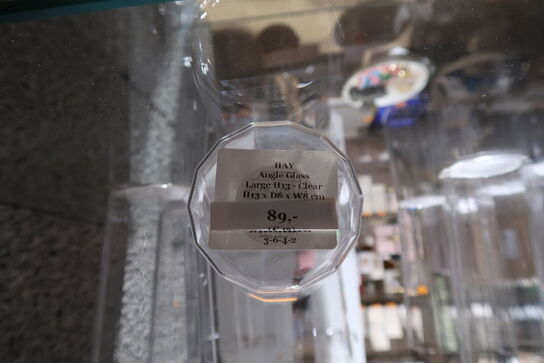 HAY
Angle Glass
Large H13 - Clear
H13 x D8 x W8 cm
89,-
3-6-4-2